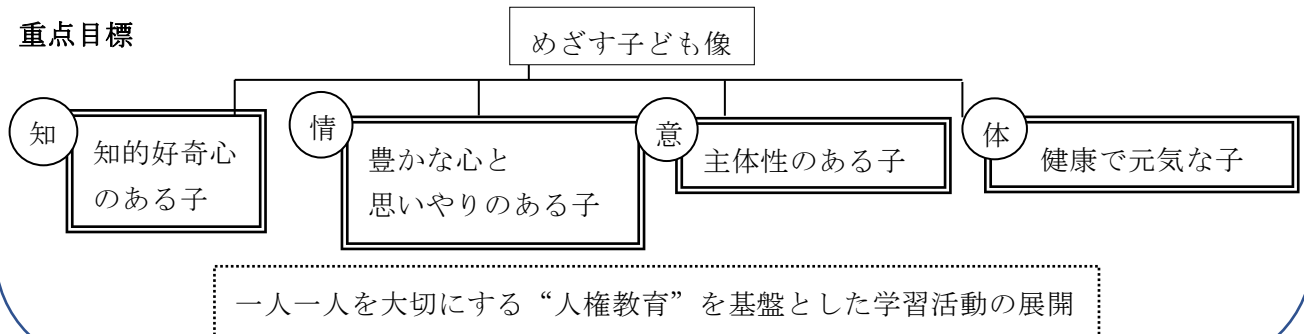 重点目標
めざす子ども像
知
知的好奇心
のある子
情
豊かな心と
思いやりのある子
意
主体性のある子
体
健康で元気な子
一人一人を大切にする“人権教育”を基盤とした学習活動の展開